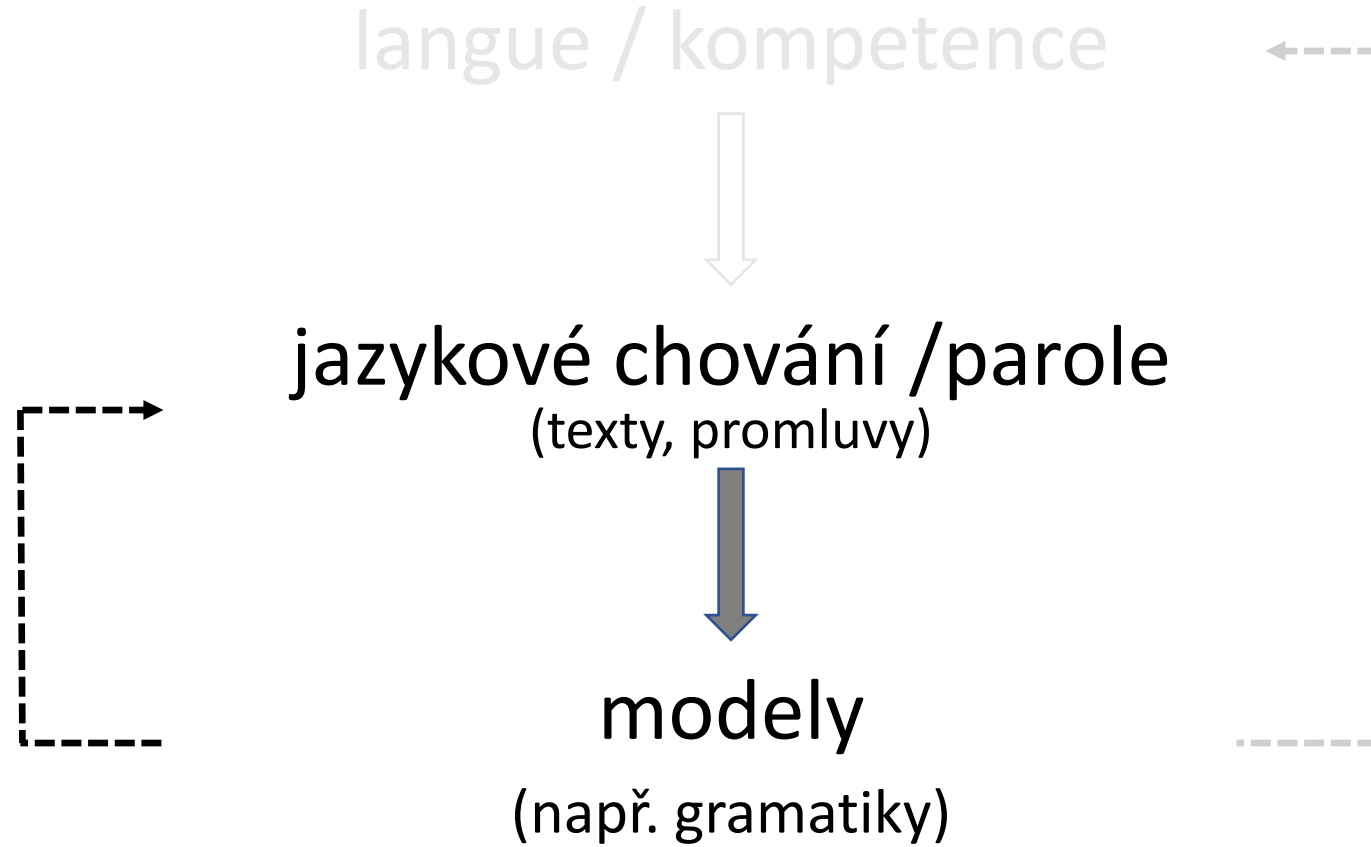 langue / kompetence
jazykové chování /parole
(texty, promluvy)
modely
(např. gramatiky)